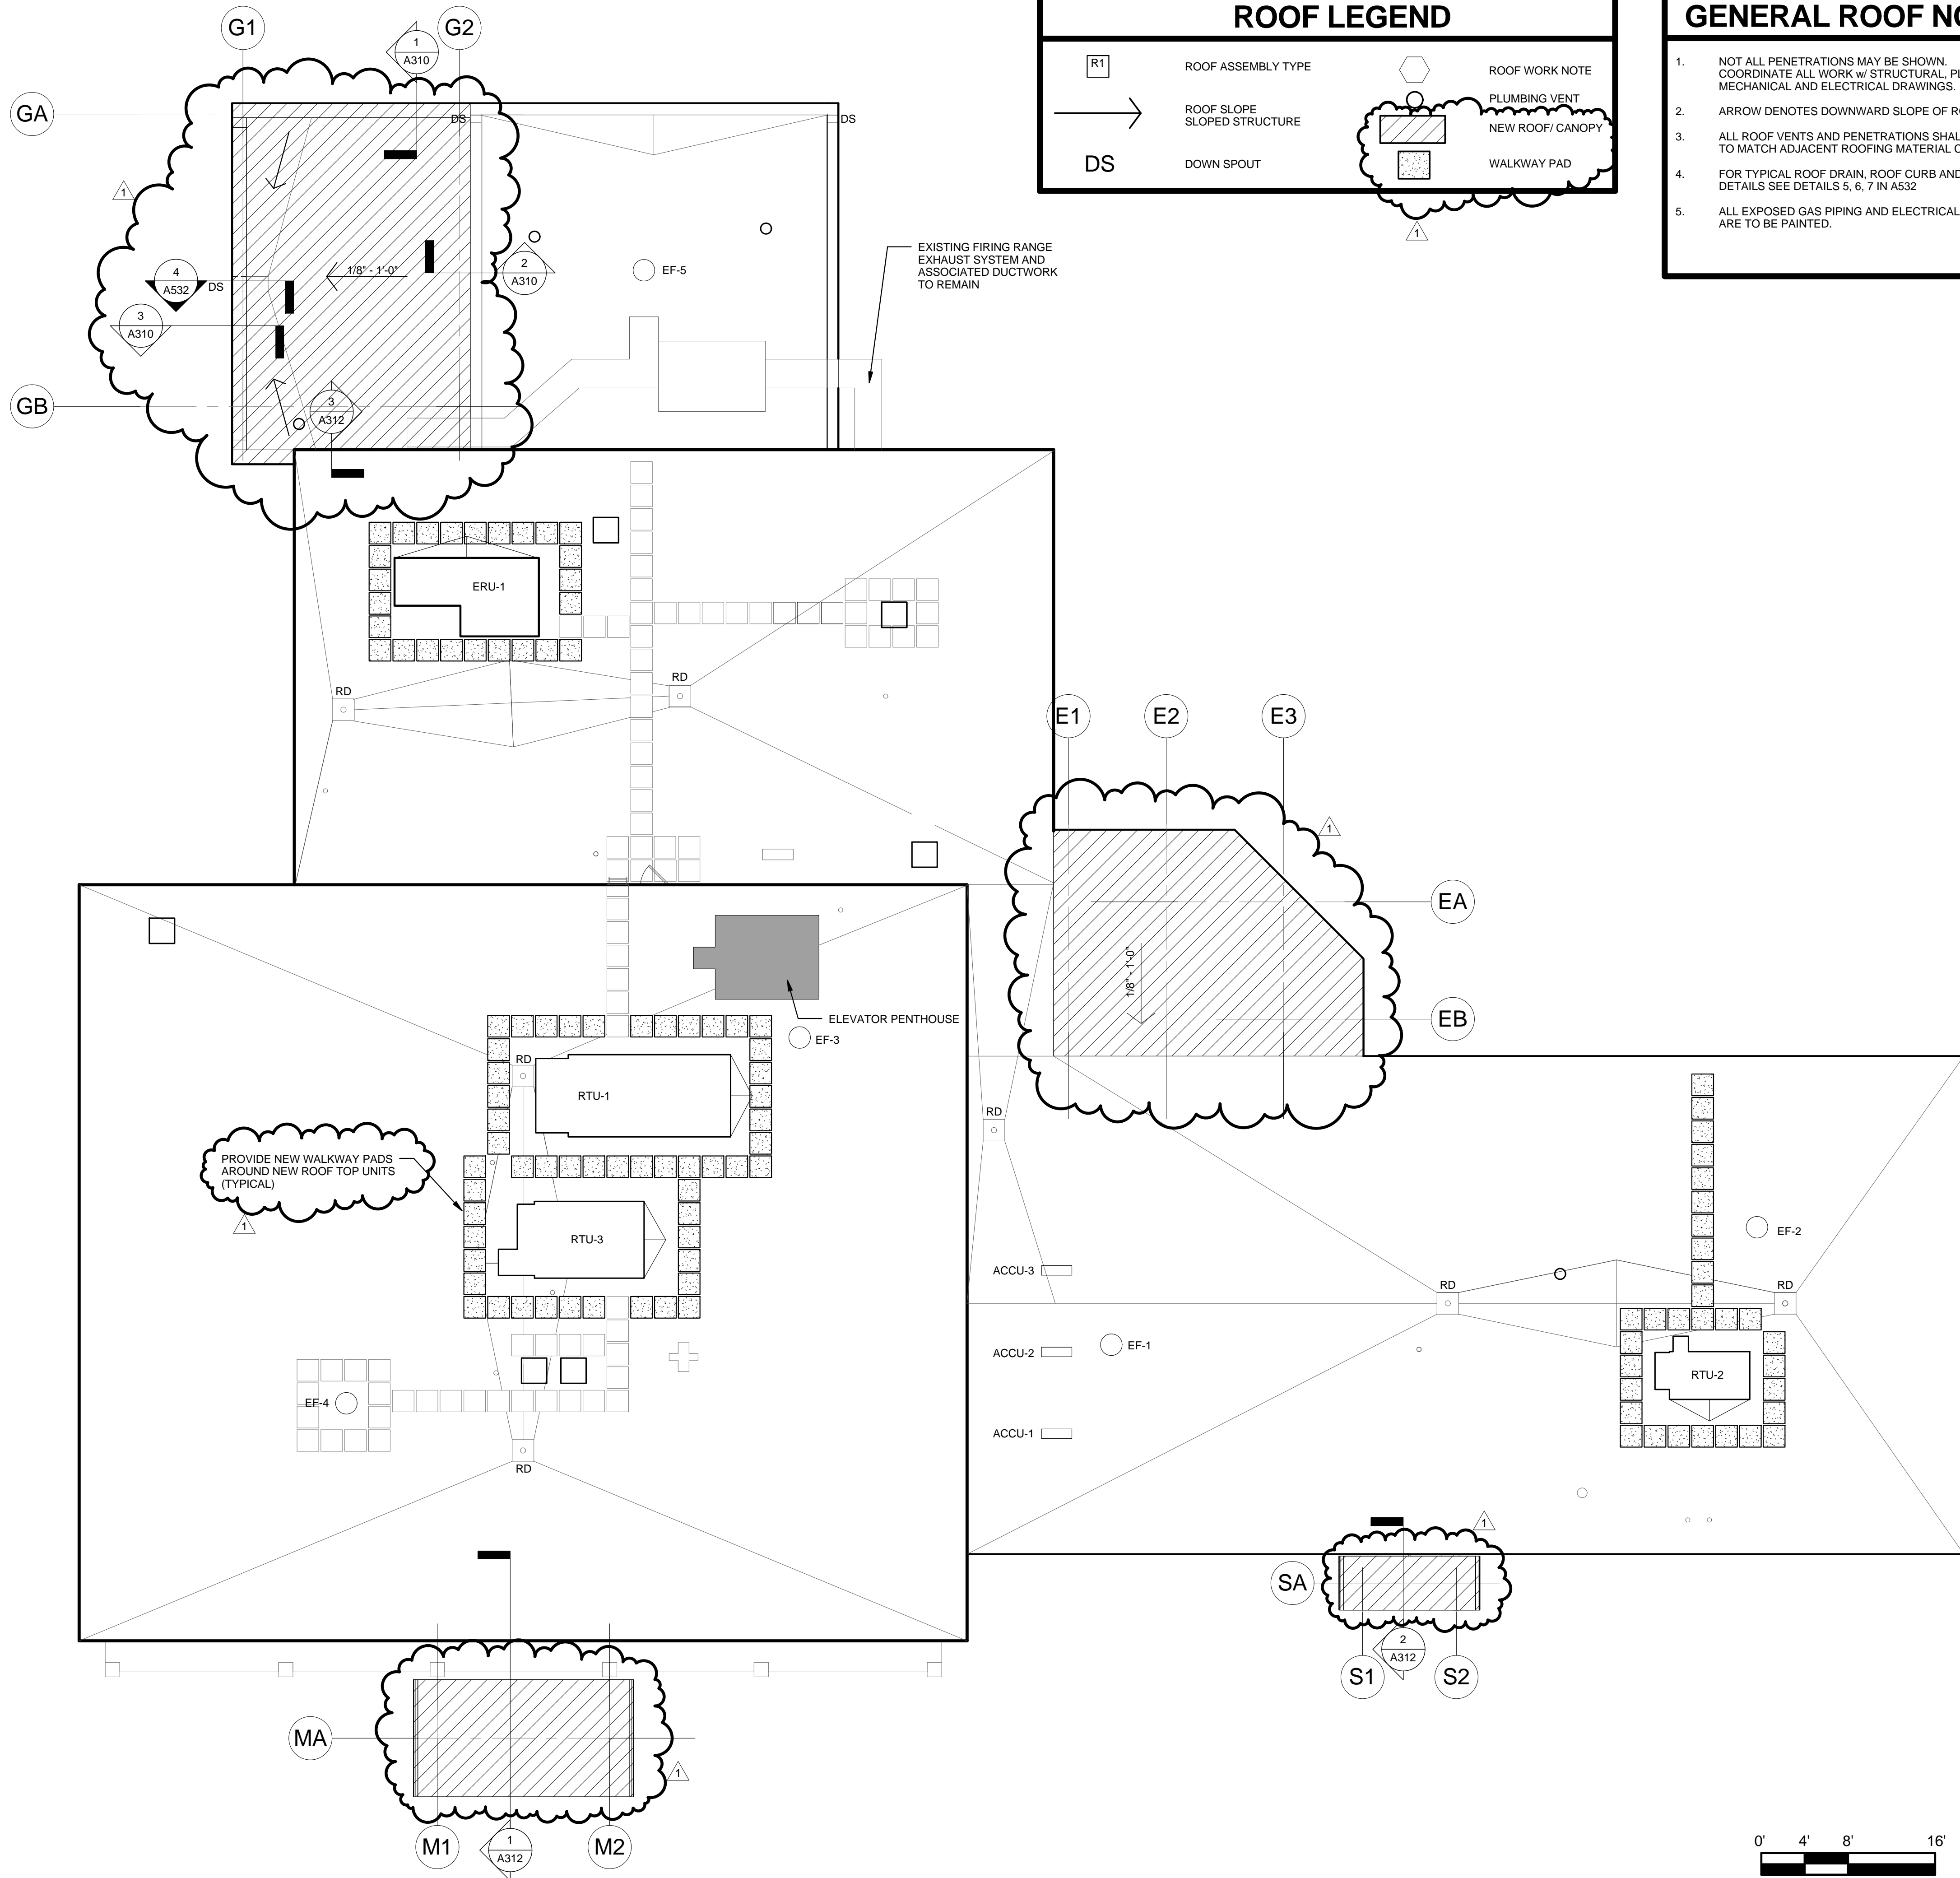 ROOF LEGEND
R1
ROOF ASSEMBLY TYPE
ROOF WORK NOTE
PLUMBING VENT
ROOF SLOPE
SLOPED STRUCTURE
NEW ROOF/ CANOPY
DS
DOWN SPOUT
WALKWAY PAD
1
GENERAL ROOF
1. NOT ALL PENETRATIONS MAY BE SHOWN.
COORDINATE ALL WORK w/ STRUCTURAL,
MECHANICAL AND ELECTRICAL DRAWINGS.
2. ARROW DENOTES DOWNWARD SLOPE OF
3. ALL ROOF VENTS AND PENETRATIONS
TO MATCH ADJACENT ROOFING MATERIAL
4. FOR TYPICAL ROOF DRAIN, ROOF CURB AND
DETAILS SEE DETAILS 5, 6, 7 IN A532
5. ALL EXPOSED GAS PIPING AND ELECTRICAL
ARE TO BE PAINTED.
G1
G2
1
A310
GA
DS
DS
1
EXISTING FIRING RANGE
EXHAUST SYSTEM AND
ASSOCIATED DUCTWORK
TO REMAIN
2
A310
EF-5
1/8" - 1'-0"
4
A532
DS
3
A310
GB
3
A312
ERU-1
RD
RD
E1
E2
E3
1
EA
1/8" - 1'-0"
EB
ELEVATOR PENTHOUSE
EF-3
RD
RTU-1
RD
PROVIDE NEW WALKWAY PADS
AROUND NEW ROOF TOP UNITS
(TYPICAL)
1
RTU-3
EF-2
ACCU-3
RD
RD
ACCU-2
EF-1
RTU-2
EF-4
ACCU-1
RD
1
SA
2
A312
S1
S2
MA
1
M1
1
A312
M2
0' 4' 8' 16'